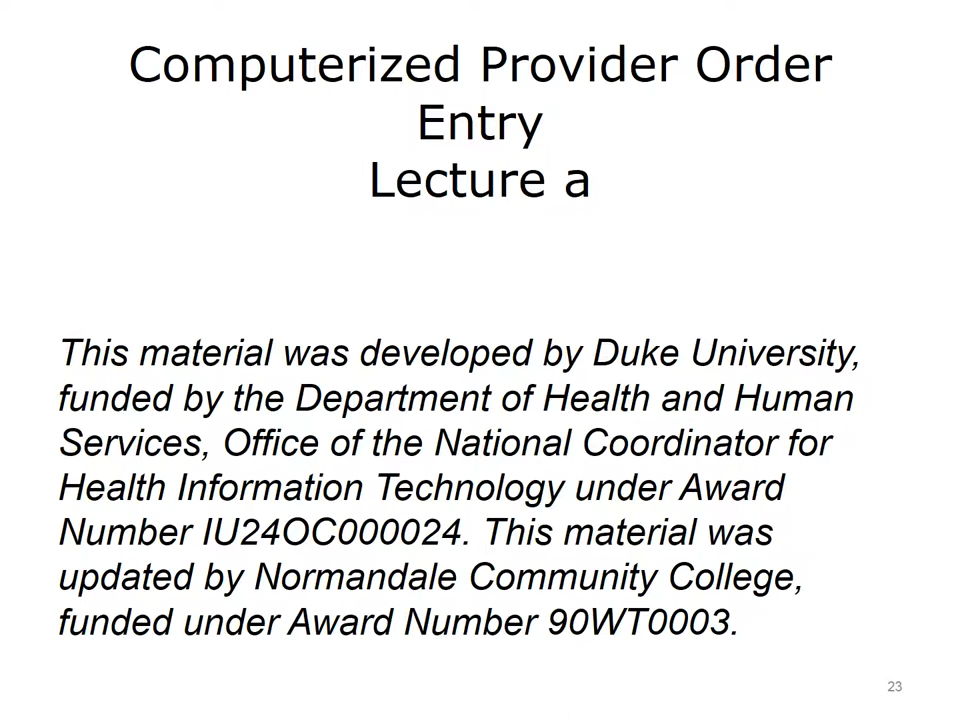 Computerized Provider Order
Entry
Lecture a
This material was developed by Duke University,
funded by the Department of Health and Human
Services, Office of the National Coordinator for
Health Information Technology under Award
Number IU24OC000024. This material was
updated by Normandale Community College,
funded under Award Number 90WT0003.
23